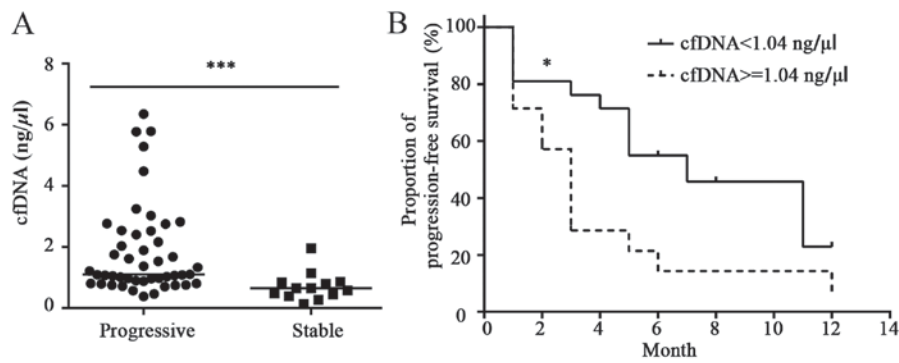 A
***
cfDNA (ng/µl)
8
6
4
2
0
Progressive
Stable
B
Proportion of
progression-free survival (%)
100
80
60
40
20
0
*
cfDNA<1.04 ng/µl
cfDNA>=1.04 ng/µl
0
2
4
6
8
10
12
14
Month